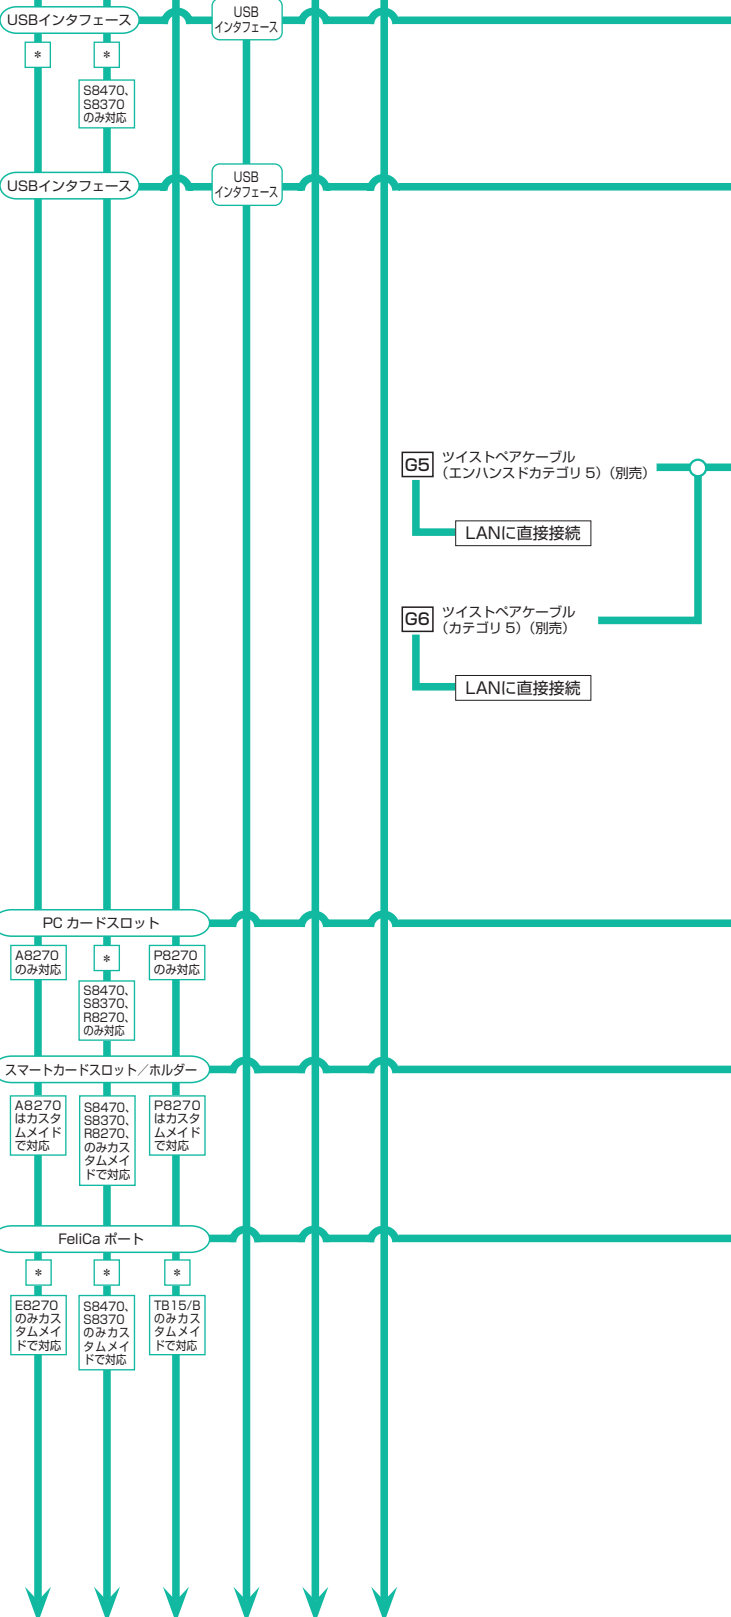 USBインタフェース
USB
インタフェース
*
*
S8470、
S8370
のみ対応
USBインタフェース
USB
インタフェース
G5
ツイストペアケーブル
（エンハンスドカテゴリ 5）（別売）
LANに直接接続
G6
ツイストペアケーブル
（カテゴリ 5）（別売）
LANに直接接続
PC カードスロット
A8270
のみ対応
*
S8470、
S8370、
R8270、
のみ対応
P8270
のみ対応
スマートカードスロット／ホルダー
A8270
はカスタ
ムメイド
で対応
S8470、
S8370、
R8270、
のみカス
タムメイ
ドで対応
P8270
はカスタ
ムメイド
で対応
FeliCa ポート
*
*
*
E8270
のみカス
タムメイ
ドで対応
S8470、
S8370
のみカス
タムメイ
ドで対応
TB15/B
のみカス
タムメイ
ドで対応